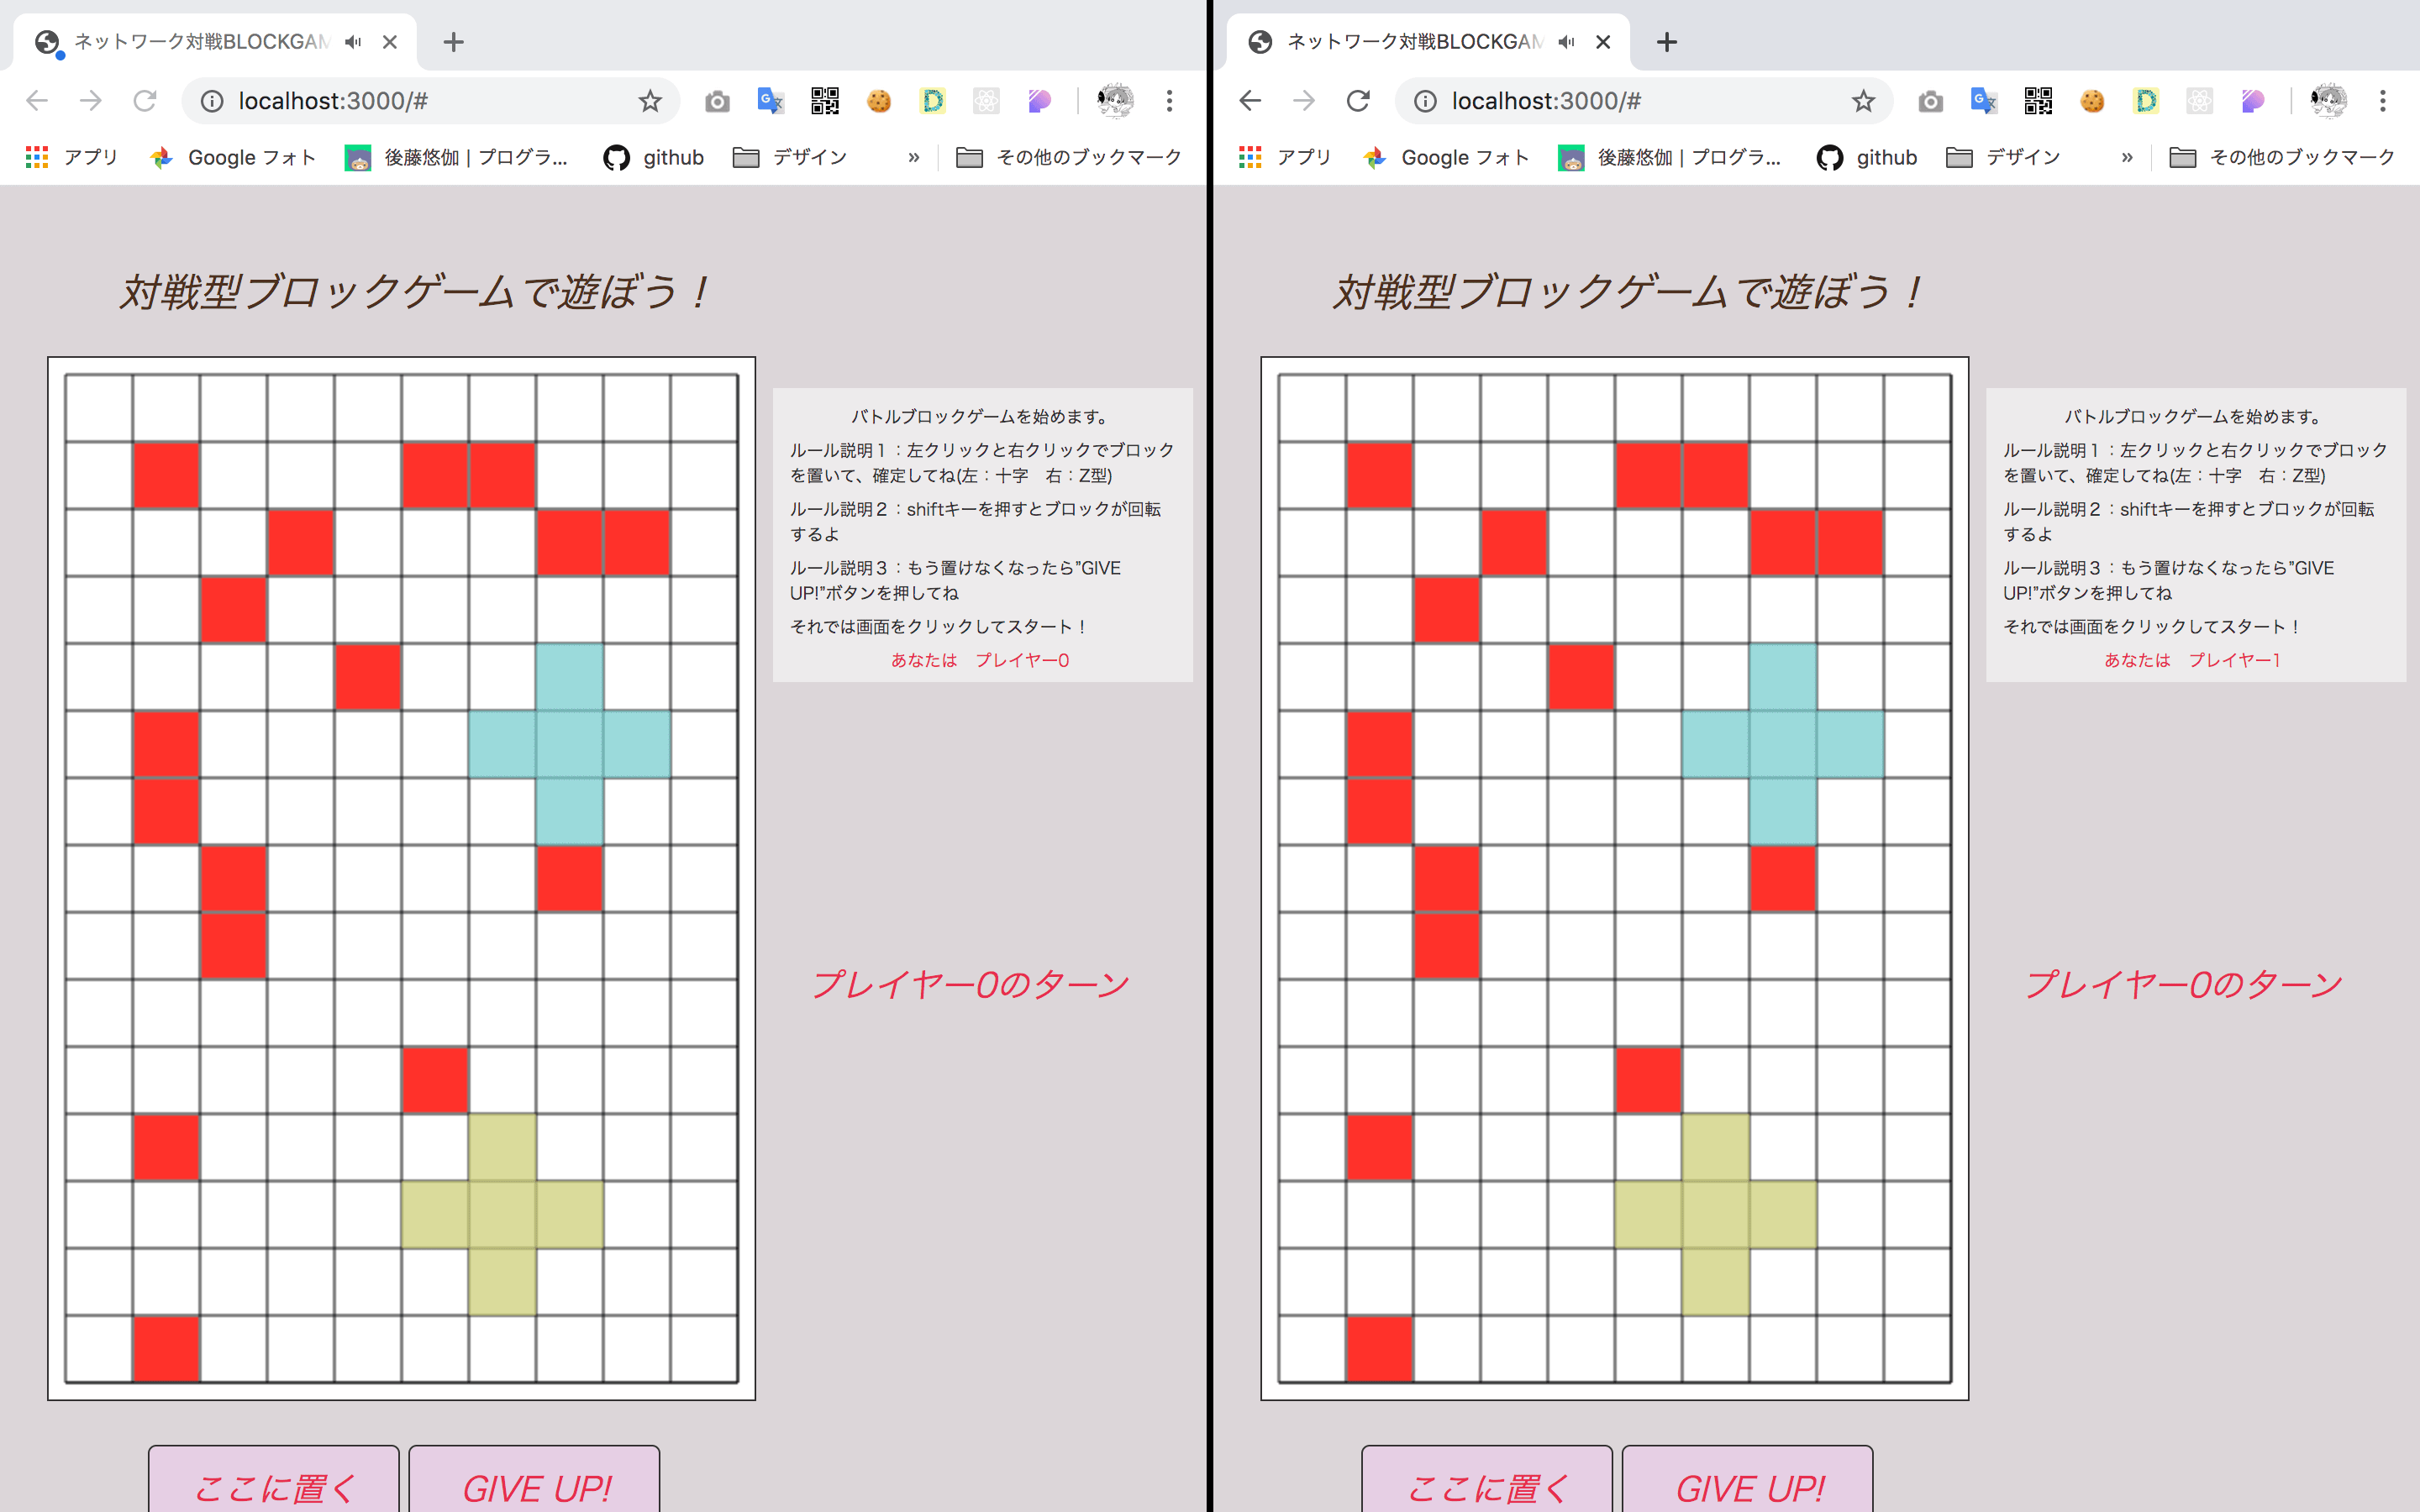 ネットワーク対戦BLOCKGAM
localhost:3000/#
アプリ
Google フォト
後藤悠伽 | プログラ...
github
デザイン
»
その他のブックマーク
対戦型ブロックゲームで遊ぼう！
バトルブロックゲームを始めます。
ルール説明１：左クリックと右クリックでブロック
を置いて、確定してね(左：十字　右：Z型)
ルール説明２：shiftキーを押すとブロックが回転
するよ
ルール説明３：もう置けなくなったら”GIVE
UP!”ボタンを押してね
それでは画面をクリックしてスタート！
あなたは　プレイヤー0
プレイヤー0のターン
ここに置く
GIVE UP!
ネットワーク対戦BLOCKGAM
localhost:3000/#
アプリ
Google フォト
後藤悠伽 | プログラ...
github
デザイン
»
その他のブックマーク
対戦型ブロックゲームで遊ぼう！
バトルブロックゲームを始めます。
ルール説明１：左クリックと右クリックでブロック
を置いて、確定してね(左：十字　右：Z型)
ルール説明２：shiftキーを押すとブロックが回転
するよ
ルール説明３：もう置けなくなったら”GIVE
UP!”ボタンを押してね
それでは画面をクリックしてスタート！
あなたは　プレイヤー1
プレイヤー0のターン
ここに置く
GIVE UP!